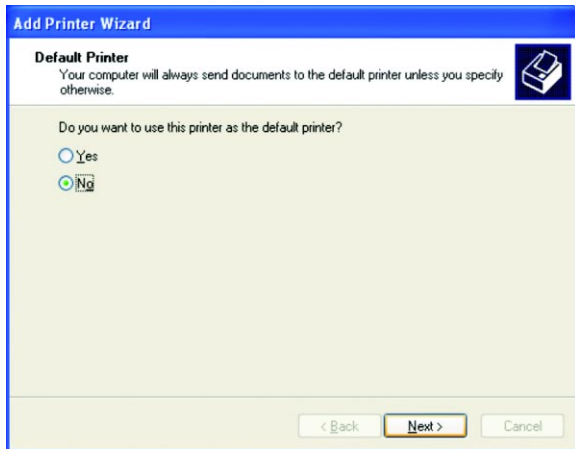 Add Printer Wizard
Default Printer
Your computer will always send documents to the default printer unless you specify
otherwise.
Do you want to use this printer as the default printer?
Yes
No
< Back
Next >
Cancel